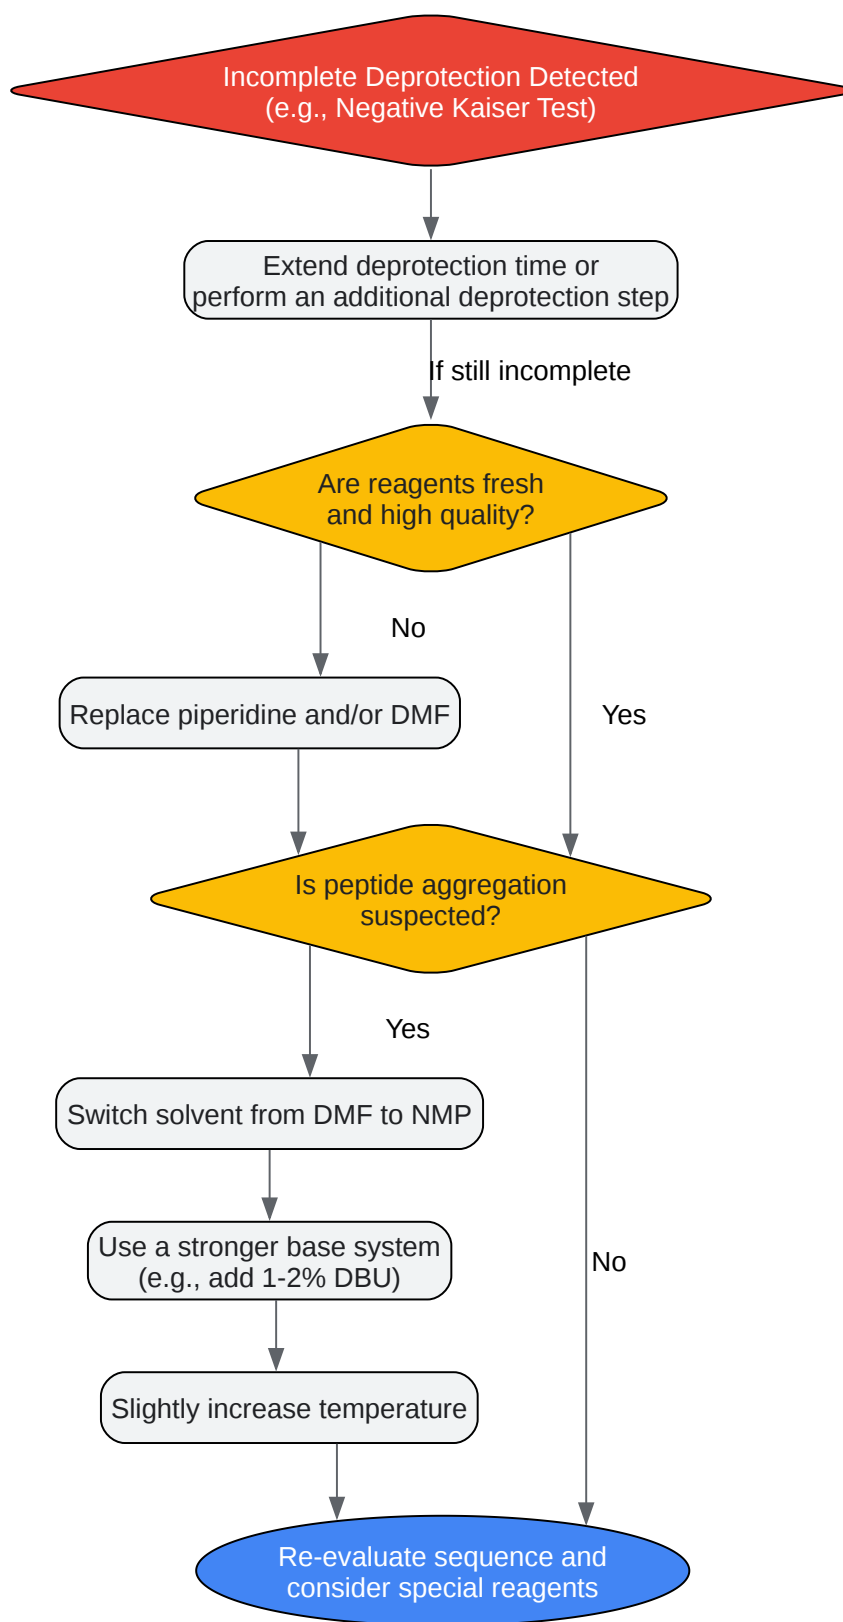 Incomplete Deprotection Detected
(e.g., Negative Kaiser Test)
Extend deprotection time or
perform an additional deprotection step
If still incomplete
Are reagents fresh
and high quality?
No
Replace piperidine and/or DMF
Yes
Is peptide aggregation
suspected?
Yes
Switch solvent from DMF to NMP
Use a stronger base system
(e.g., add 1-2% DBU)
No
Slightly increase temperature
Re-evaluate sequence and
consider special reagents